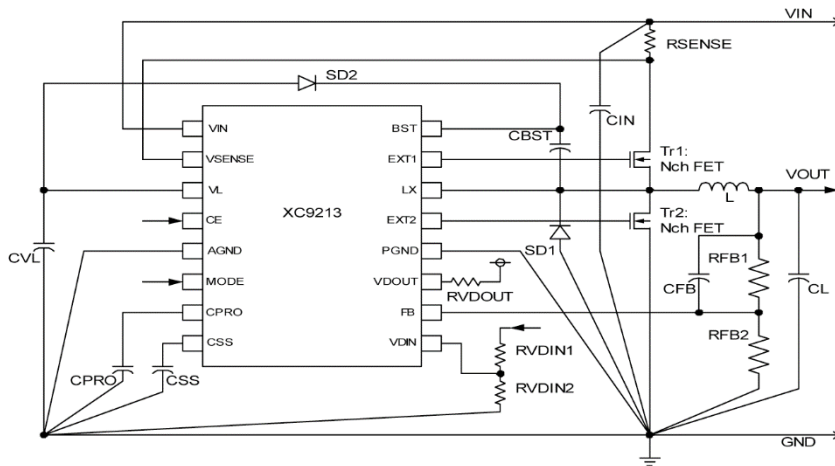 VIN
RSENSE
SD2
CIN
VIN
BST
CBST
VSENSE
EXT1
Tr1:
Nch FET
VL
LX
VOUT
XC9213
L
CE
EXT2
Tr2:
Nch FET
CVL
AGND
PGND
SD1
RFB1
MODE
VDOUT
RVDOUT
CFB
CL
CPRO
FB
CSS
VDIN
RVDIN1
RFB2
CPRO
CSS
RVDIN2
GND